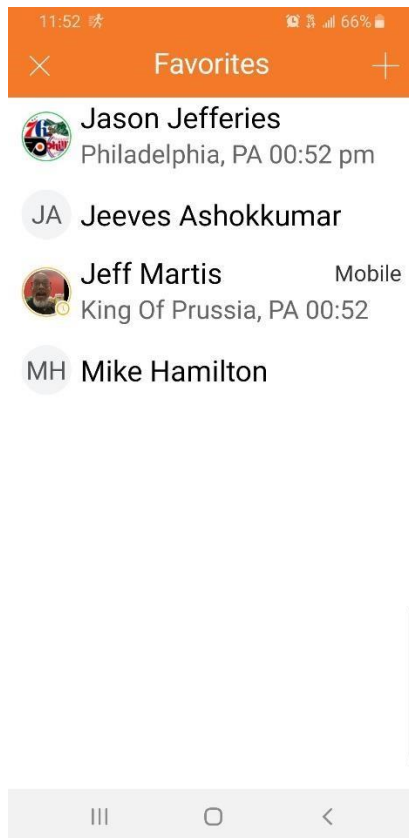 11:52 66%
Favorites
Jason Jefferies
Philadelphia, PA 00:52 pm
JA Jeeves Ashokkumar
Jeff Martis Mobile
King Of Prussia, PA 00:52
MH Mike Hamilton